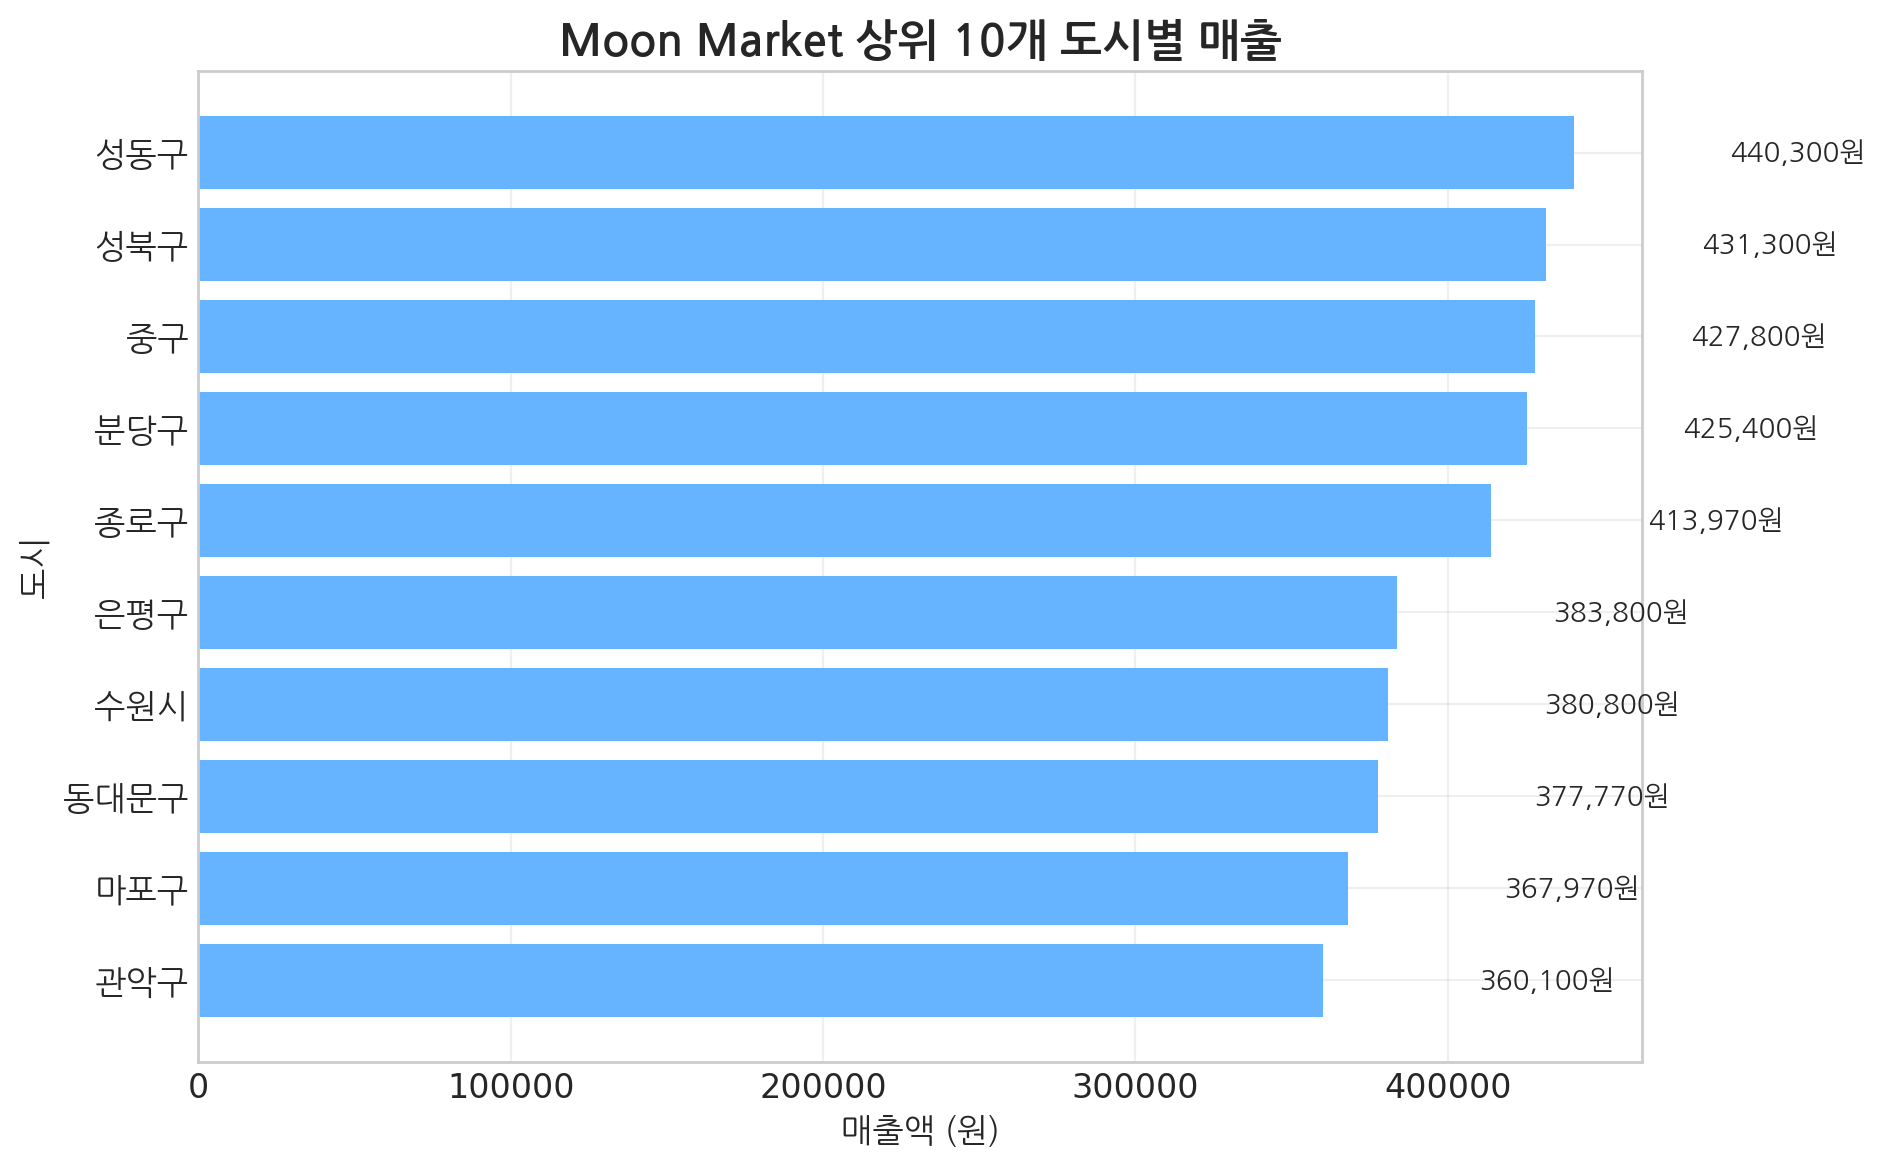 Moon Market 상위 10개 도시별 매출
도시
성동구 440,300원
성북구 431,300원
중구 427,800원
분당구 425,400원
종로구 413,970원
은평구 383,800원
수원시 380,800원
동대문구 377,770원
마포구 367,970원
관악구 360,100원
0 100000 200000 300000 400000
매출액 (원)